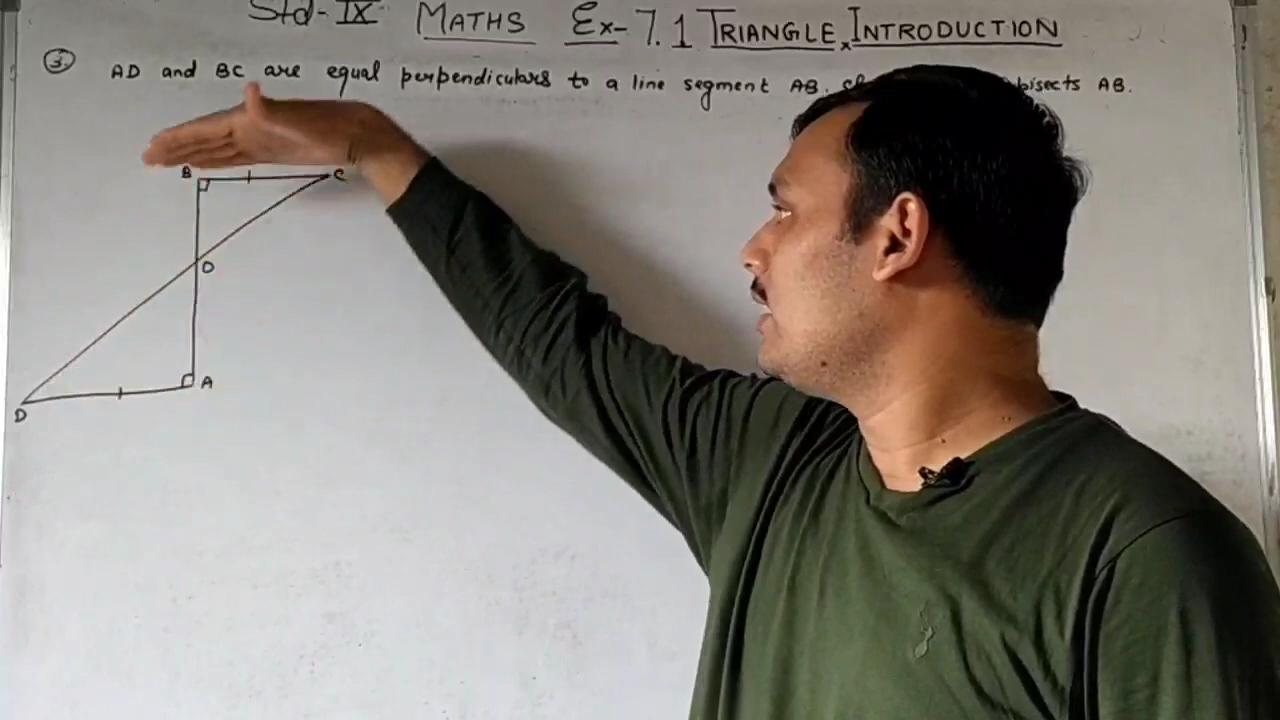 Std-IX MATHS Ex-7.1 TRIANGLE, INTRODUCTION
③ AD and BC are equal perpendiculars to a line segment AB. bisects AB.
B C
O
A
D